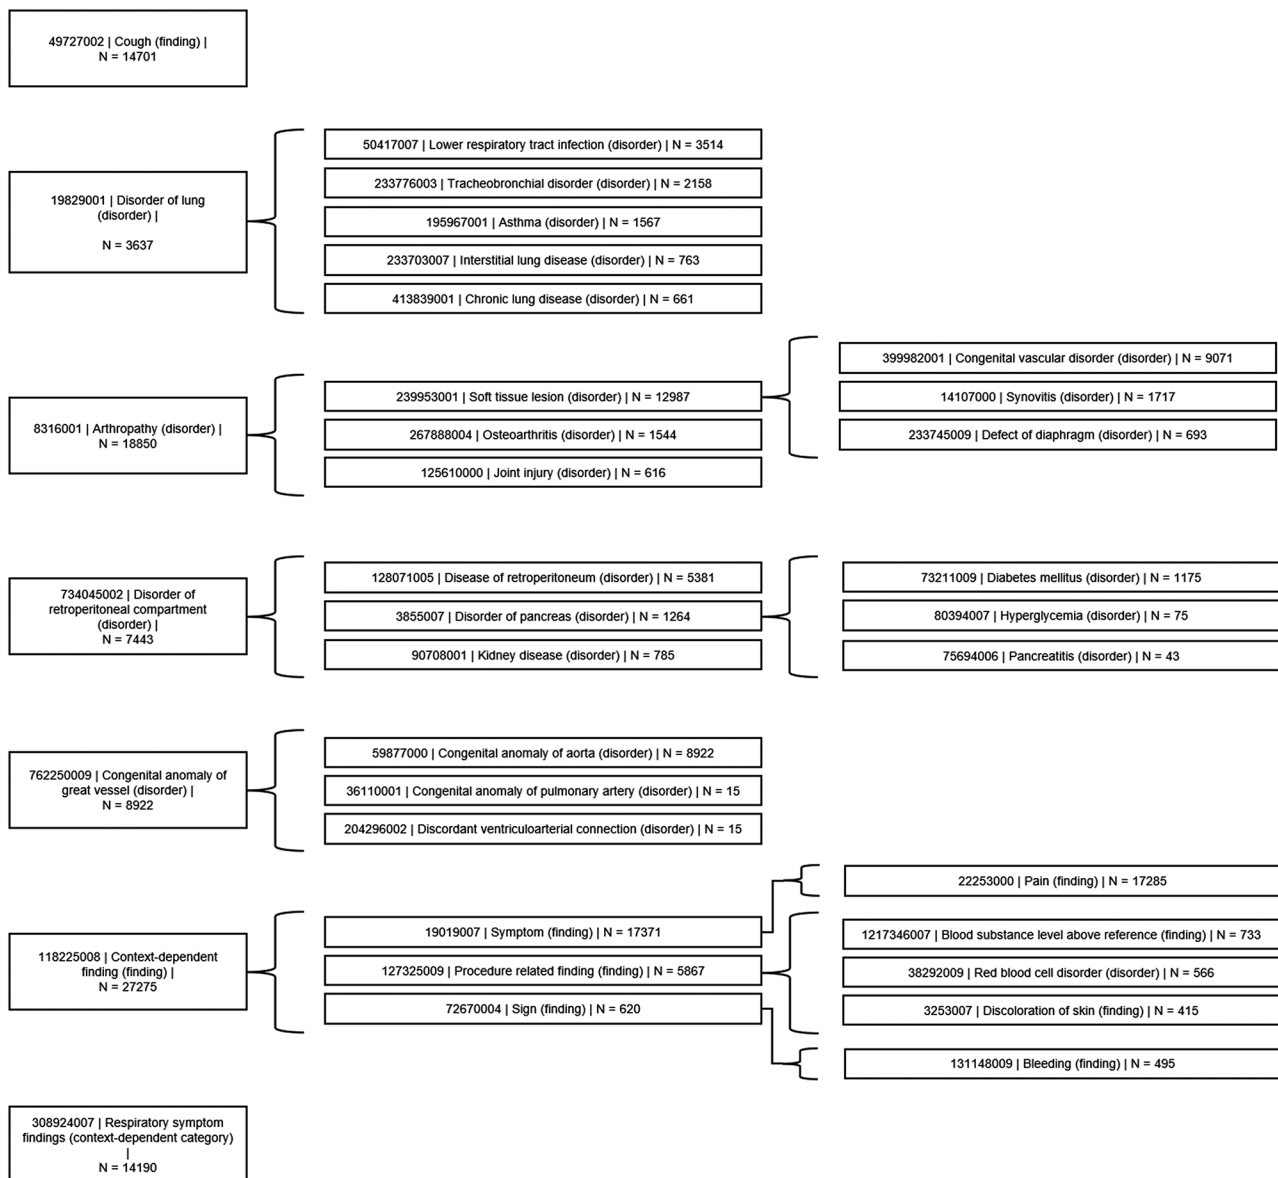 49727002 | Cough (finding) |
N = 14701
19829001 | Disorder of lung
(disorder) |
N = 3637
50417007 | Lower respiratory tract infection (disorder) | N = 3514
233776003 | Tracheobronchial disorder (disorder) | N = 2158
195967001 | Asthma (disorder) | N = 1567
233703007 | Interstitial lung disease (disorder) | N = 763
413839001 | Chronic lung disease (disorder) | N = 661
8316001 | Arthropathy (disorder) |
N = 18850
239953001 | Soft tissue lesion (disorder) | N = 12987
267888004 | Osteoarthritis (disorder) | N = 1544
125610000 | Joint injury (disorder) | N = 616
399982001 | Congenital vascular disorder (disorder) | N = 9071
14107000 | Synovitis (disorder) | N = 1717
233745009 | Defect of diaphragm (disorder) | N = 693
734045002 | Disorder of
retroperitoneal compartment
(disorder) |
N = 7443
128071005 | Disease of retroperitoneum (disorder) | N = 5381
3855007 | Disorder of pancreas (disorder) | N = 1264
90708001 | Kidney disease (disorder) | N = 785
73211009 | Diabetes mellitus (disorder) | N = 1175
80394007 | Hyperglycemia (disorder) | N = 75
75694006 | Pancreatitis (disorder) | N = 43
762250009 | Congenital anomaly of
great vessel (disorder) |
N = 8922
59877000 | Congenital anomaly of aorta (disorder) | N = 8922
36110001 | Congenital anomaly of pulmonary artery (disorder) | N = 15
204296002 | Discordant ventriculoarterial connection (disorder) | N = 15
118225008 | Context-dependent
finding (finding) |
N = 27275
19019007 | Symptom (finding) | N = 17371
127325009 | Procedure related finding (finding) | N = 5867
72670004 | Sign (finding) | N = 620
22253000 | Pain (finding) | N = 17285
1217346007 | Blood substance level above reference (finding) | N = 733
38292009 | Red blood cell disorder (disorder) | N = 566
3253007 | Discoloration of skin (finding) | N = 415
131148009 | Bleeding (finding) | N = 495
308924007 | Respiratory symptom
findings (context-dependent category)
|
N = 14190